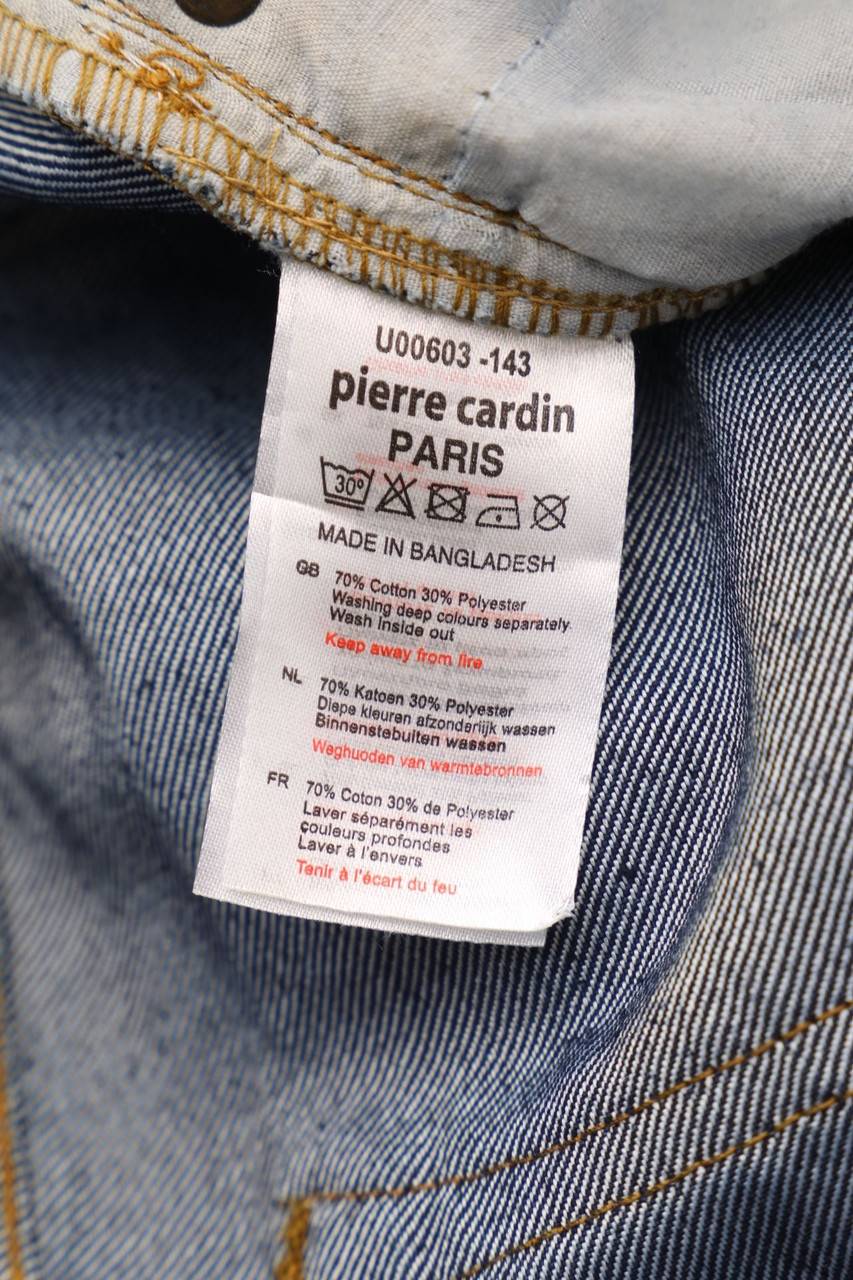 U00603 -143
pierre cardin
PARIS
30°
MADE IN BANGLADESH
GB 70% Cotton 30% Polyester
Washing deep colours separately.
Wash Inside out
Keep away from fire
NL 70% Katoen 30% Polyester
Diepe kleuren afzonderlijk wassen
Binnenstebuiten wassen
Weghuoden van warmtebronnen
FR 70% Coton 30% de Polyester
Laver séparément les
couleurs profondes
Laver à l'envers
Tenir à l'écart du feu